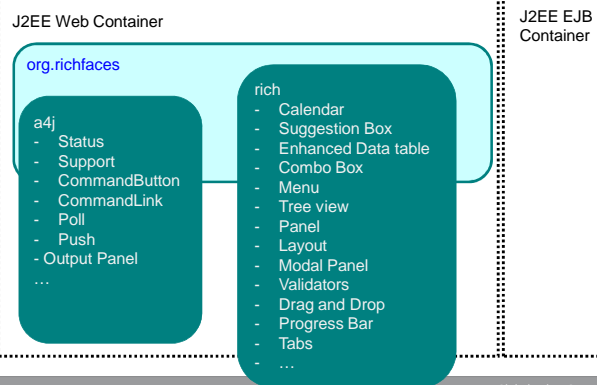 J2EE Web Container
J2EE EJB
Container
org.richfaces
a4j
- Status
- Support
- CommandButton
- CommandLink
- Poll
- Push
- Output Panel
…
rich
- Calendar
- Suggestion Box
- Enhanced Data table
- Combo Box
- Menu
- Tree view
- Panel
- Layout
- Modal Panel
- Validators
- Drag and Drop
- Progress Bar
- Tabs
- …